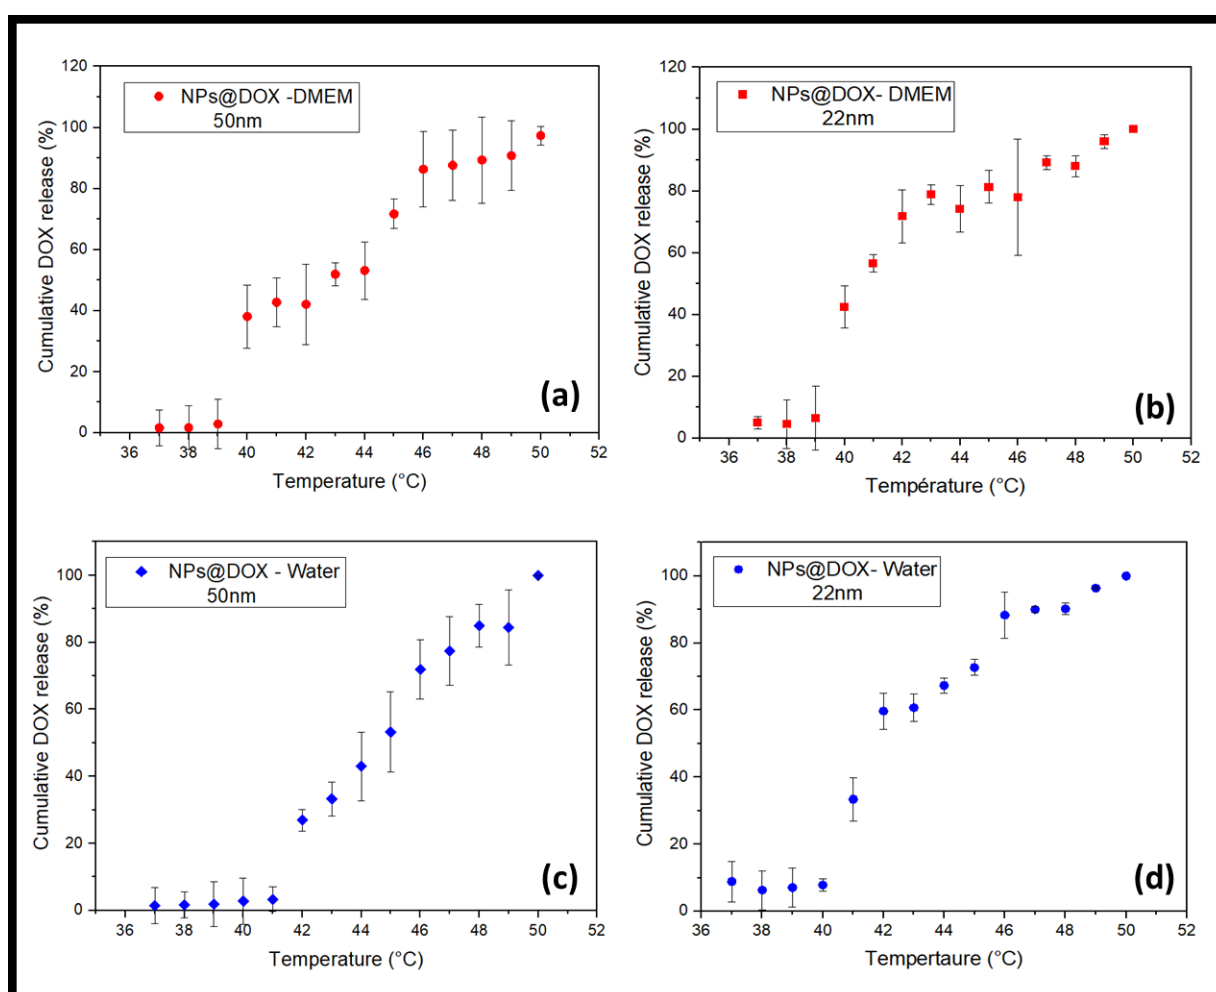 120
100
80
60
40
20
0
Cumulative DOX release (%)
NPs@DOX -DMEM
50nm
(a)
36 38 40 42 44 46 48 50 52
Temperature (°C)
120
100
80
60
40
20
0
Cumulative DOX release (%)
NPs@DOX- DMEM
22nm
(b)
36 38 40 42 44 46 48 50 52
Température (°C)
100
80
60
40
20
0
Cumulative DOX release (%)
NPs@DOX - Water
50nm
(c)
36 38 40 42 44 46 48 50 52
Temperature (°C)
100
80
60
40
20
0
Cumulative DOX release (%)
NPs@DOX- Water
22nm
(d)
36 38 40 42 44 46 48 50 52
Tempertaure (°C)